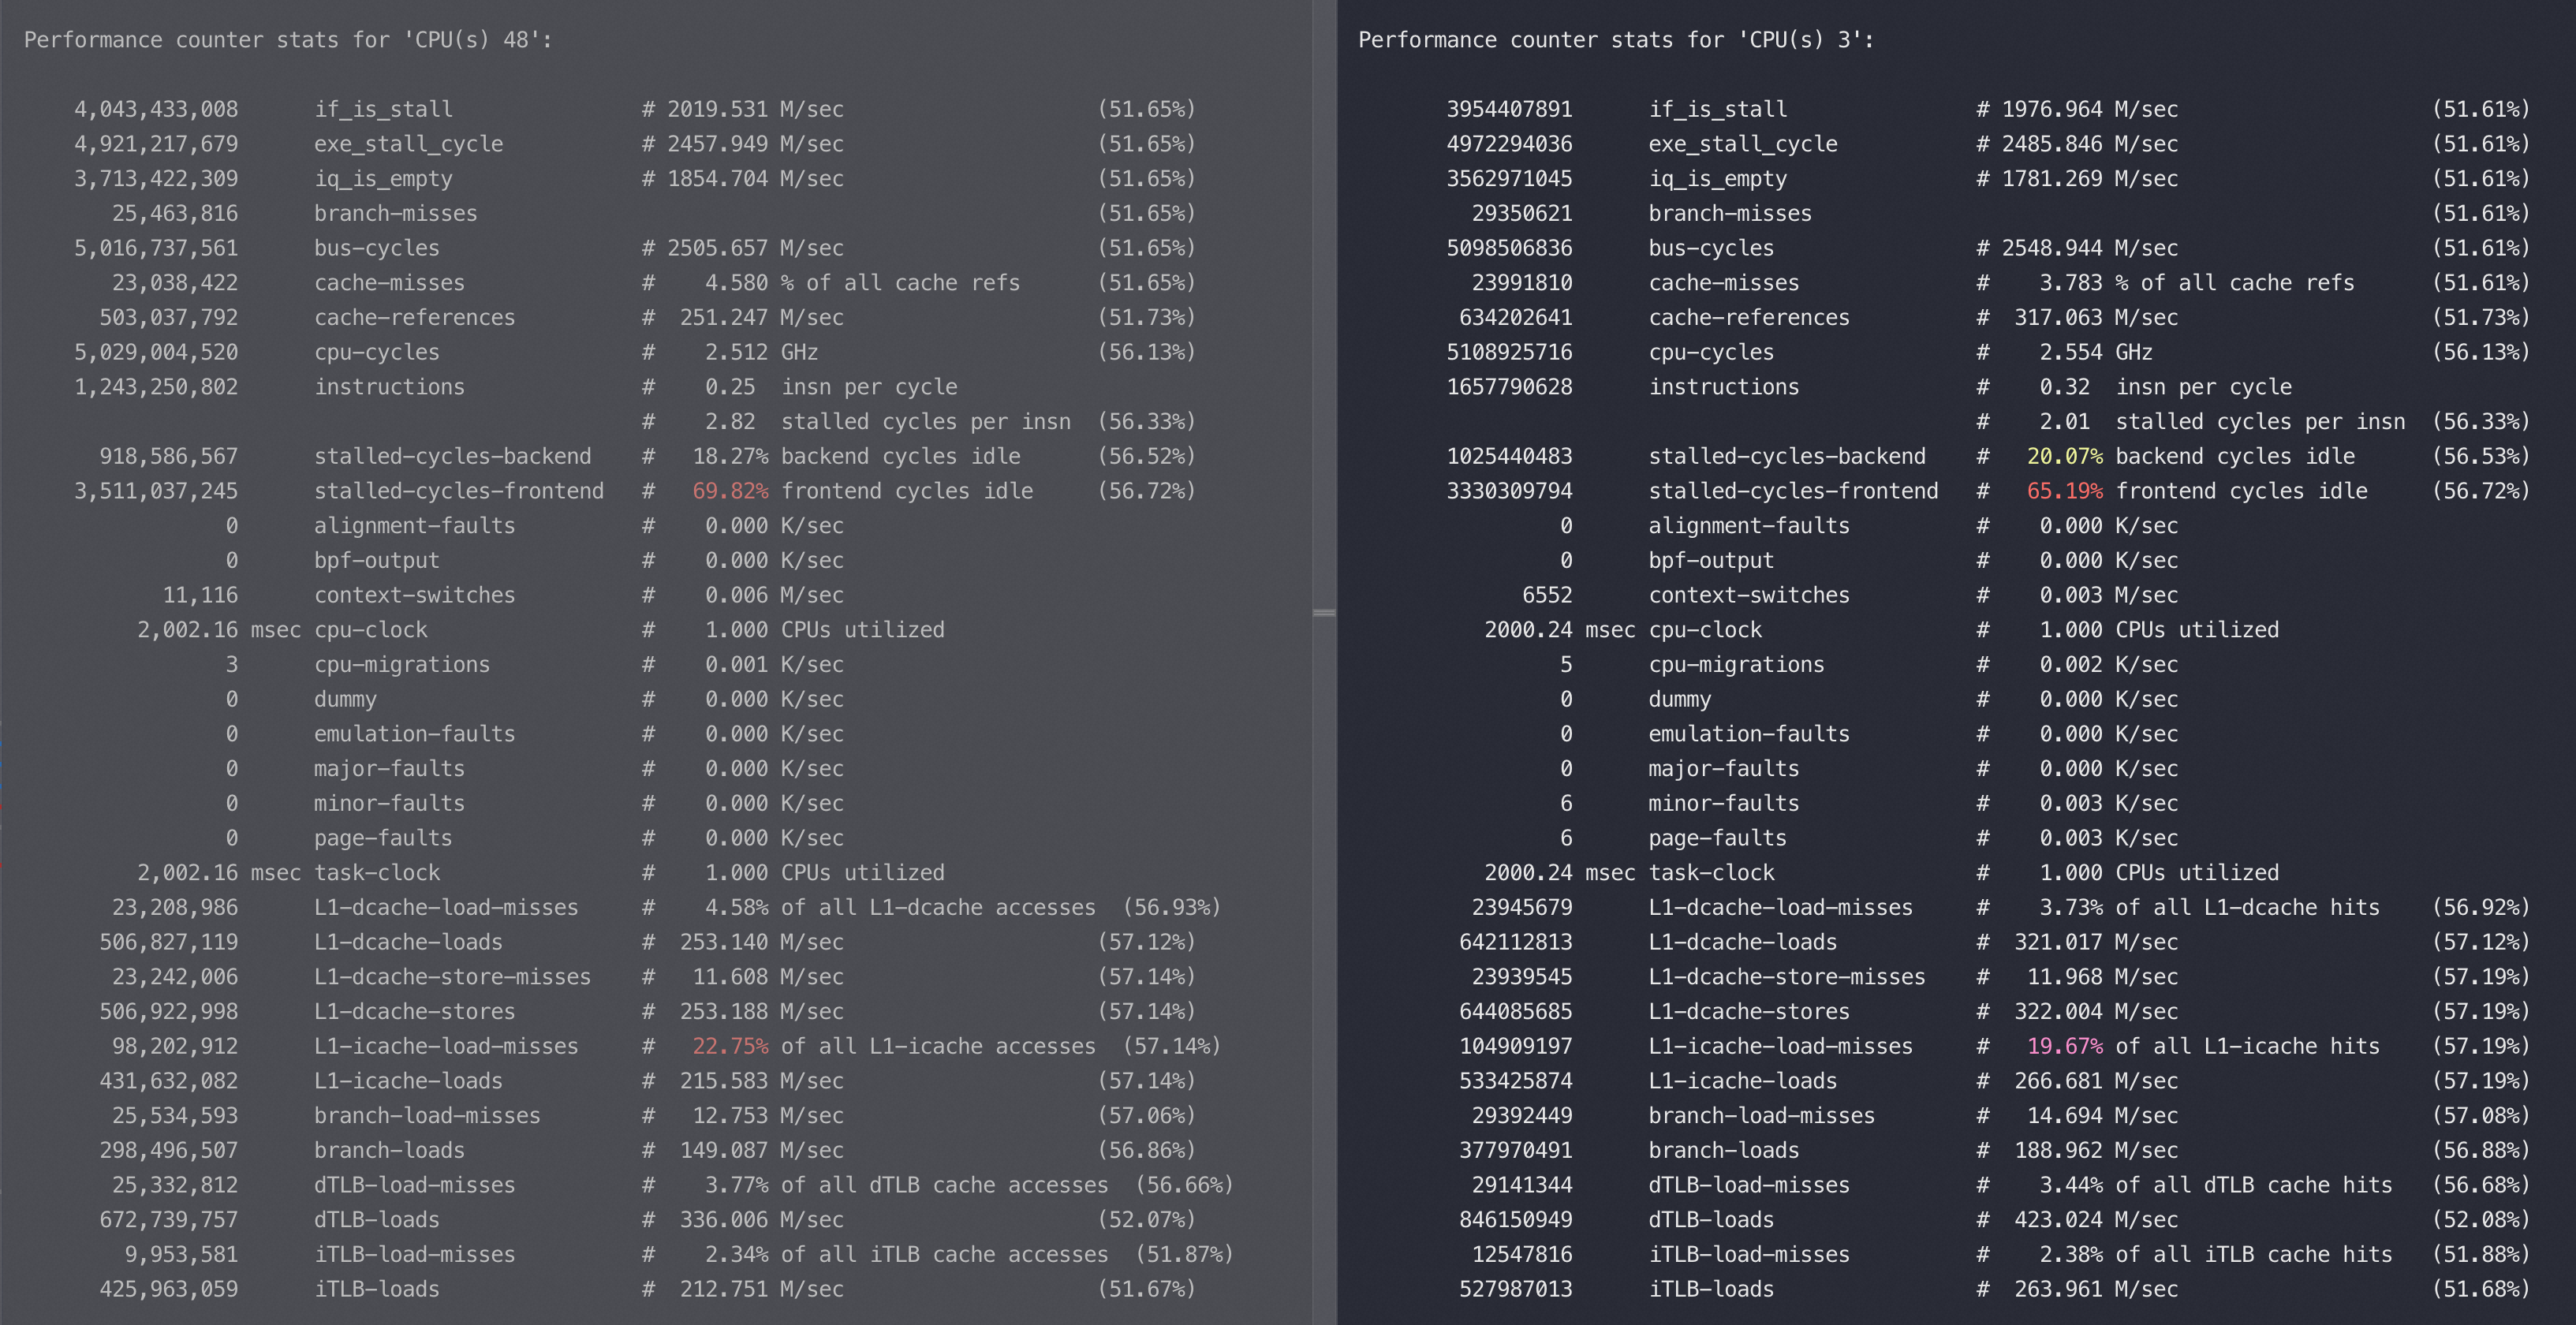 Performance counter stats for 'CPU(s) 48':
4,043,433,008 if_is_stall # 2019.531 M/sec (51.65%)
4,921,217,679 exe_stall_cycle # 2457.949 M/sec (51.65%)
3,713,422,309 iq_is_empty # 1854.704 M/sec (51.65%)
25,463,816 branch-misses (51.65%)
5,016,737,561 bus-cycles # 2505.657 M/sec (51.65%)
23,038,422 cache-misses # 4.580 % of all cache refs (51.65%)
503,037,792 cache-references # 251.247 M/sec (51.73%)
5,029,004,520 cpu-cycles # 2.512 GHz (56.13%)
1,243,250,802 instructions # 0.25 insn per cycle
# 2.82 stalled cycles per insn (56.33%)
918,586,567 stalled-cycles-backend # 18.27% backend cycles idle (56.52%)
3,511,037,245 stalled-cycles-frontend # 69.82% frontend cycles idle (56.72%)
0 alignment-faults # 0.000 K/sec
0 bpf-output # 0.000 K/sec
11,116 context-switches # 0.006 M/sec
2,002.16 msec cpu-clock # 1.000 CPUs utilized
3 cpu-migrations # 0.001 K/sec
0 dummy # 0.000 K/sec
0 emulation-faults # 0.000 K/sec
0 major-faults # 0.000 K/sec
0 minor-faults # 0.000 K/sec
0 page-faults # 0.000 K/sec
2,002.16 msec task-clock # 1.000 CPUs utilized
23,208,986 L1-dcache-load-misses # 4.58% of all L1-dcache accesses (56.93%)
506,827,119 L1-dcache-loads # 253.140 M/sec (57.12%)
23,242,006 L1-dcache-store-misses # 11.608 M/sec (57.14%)
506,922,998 L1-dcache-stores # 253.188 M/sec (57.14%)
98,202,912 L1-icache-load-misses # 22.75% of all L1-icache accesses (57.14%)
431,632,082 L1-icache-loads # 215.583 M/sec (57.14%)
25,534,593 branch-load-misses # 12.753 M/sec (57.06%)
298,496,507 branch-loads # 149.087 M/sec (56.86%)
25,332,812 dTLB-load-misses # 3.77% of all dTLB cache accesses (56.66%)
672,739,757 dTLB-loads # 336.006 M/sec (52.07%)
9,953,581 iTLB-load-misses # 2.34% of all iTLB cache accesses (51.87%)
425,963,059 iTLB-loads # 212.751 M/sec (51.67%)
Performance counter stats for 'CPU(s) 3':
3954407891 if_is_stall # 1976.964 M/sec (51.61%)
4972294036 exe_stall_cycle # 2485.846 M/sec (51.61%)
3562971045 iq_is_empty # 1781.269 M/sec (51.61%)
29350621 branch-misses (51.61%)
5098506836 bus-cycles # 2548.944 M/sec (51.61%)
23991810 cache-misses # 3.783 % of all cache refs (51.61%)
634202641 cache-references # 317.063 M/sec (51.73%)
5108925716 cpu-cycles # 2.554 GHz (56.13%)
1657790628 instructions # 0.32 insn per cycle
# 2.01 stalled cycles per insn (56.33%)
1025440483 stalled-cycles-backend # 20.07% backend cycles idle (56.53%)
3330309794 stalled-cycles-frontend # 65.19% frontend cycles idle (56.72%)
0 alignment-faults # 0.000 K/sec
0 bpf-output # 0.000 K/sec
6552 context-switches # 0.003 M/sec
2000.24 msec cpu-clock # 1.000 CPUs utilized
5 cpu-migrations # 0.002 K/sec
0 dummy # 0.000 K/sec
0 emulation-faults # 0.000 K/sec
0 major-faults # 0.000 K/sec
6 minor-faults # 0.003 K/sec
6 page-faults # 0.003 K/sec
2000.24 msec task-clock # 1.000 CPUs utilized
23945679 L1-dcache-load-misses # 3.73% of all L1-dcache hits (56.92%)
642112813 L1-dcache-loads # 321.017 M/sec (57.12%)
23939545 L1-dcache-store-misses # 11.968 M/sec (57.19%)
644085685 L1-dcache-stores # 322.004 M/sec (57.19%)
104909197 L1-icache-load-misses # 19.67% of all L1-icache hits (57.19%)
533425874 L1-icache-loads # 266.681 M/sec (57.19%)
29392449 branch-load-misses # 14.694 M/sec (57.08%)
377970491 branch-loads # 188.962 M/sec (56.88%)
29141344 dTLB-load-misses # 3.44% of all dTLB cache hits (56.68%)
846150949 dTLB-loads # 423.024 M/sec (52.08%)
12547816 iTLB-load-misses # 2.38% of all iTLB cache hits (51.88%)
527987013 iTLB-loads # 263.961 M/sec (51.68%)